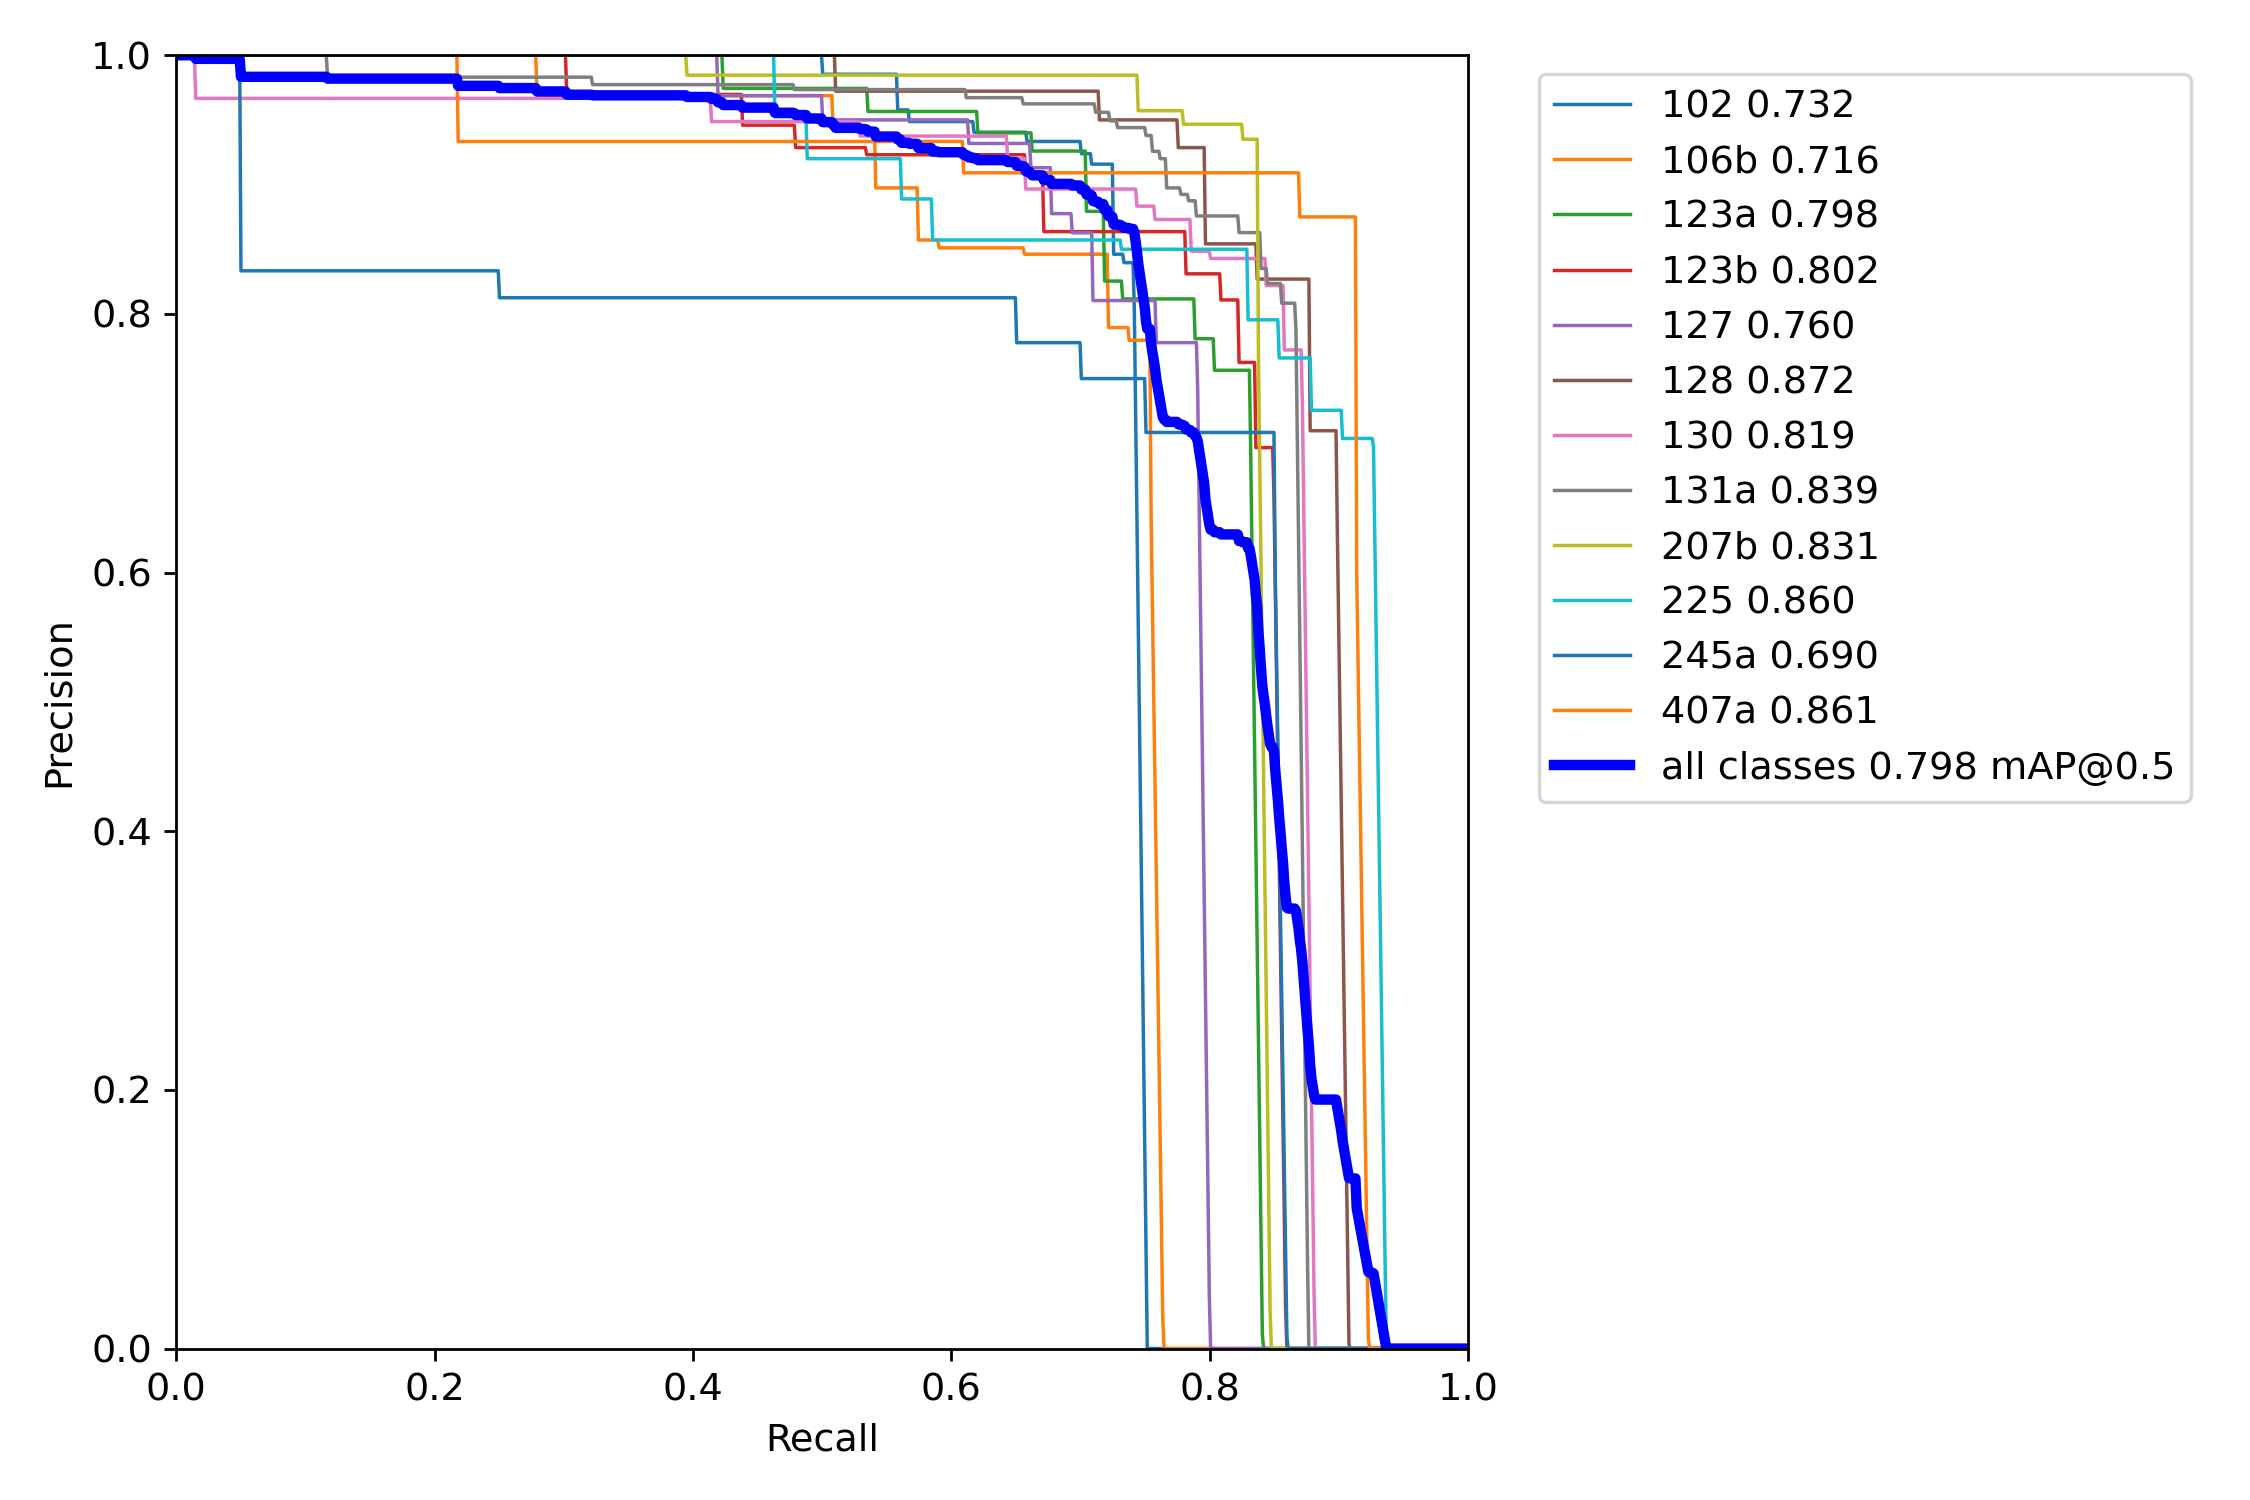 1.0
0.8
0.6
0.4
0.2
0.0
Precision
0.0 0.2 0.4 0.6 0.8 1.0
Recall
102 0.732
106b 0.716
123a 0.798
123b 0.802
127 0.760
128 0.872
130 0.819
131a 0.839
207b 0.831
225 0.860
245a 0.690
407a 0.861
all classes 0.798 mAP@0.5